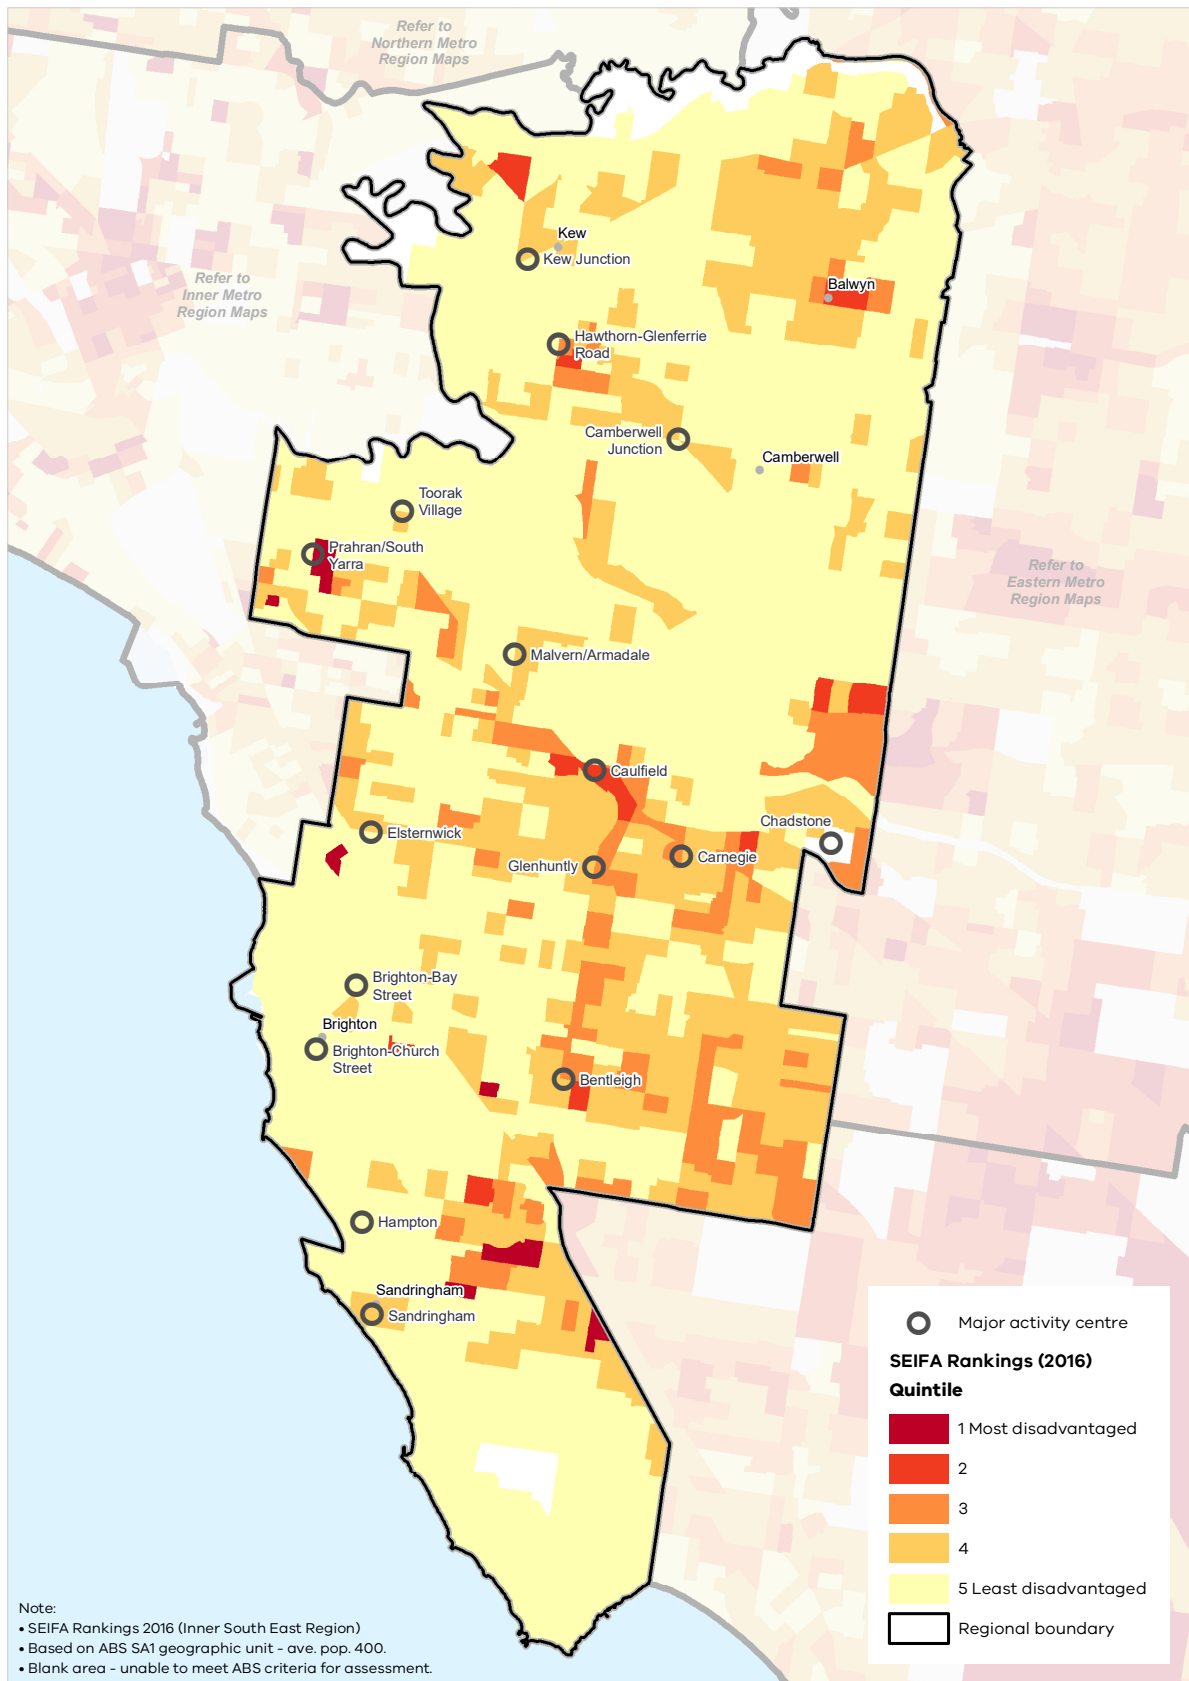 Refer to
Northern Metro
Region Maps
Refer to
Inner Metro
Region Maps
Kew
Kew Junction
Balwyn
Hawthorn-Glenferrie
Road
Camberwell
Junction
Camberwell
Toorak
Village
Prahran/South
Yarra
Refer to
Eastern Metro
Region Maps
Malvern/Armadale
Caulfield
Chadstone
Elsternwick
Glenhuntly
Carnegie
Brighton-Bay
Street
Brighton
Brighton-Church
Street
Bentleigh
Hampton
Sandringham
Sandringham
Major activity centre
SEIFA Rankings (2016)
Quintile
1 Most disadvantaged
2
3
4
5 Least disadvantaged
Regional boundary
Note:
• SEIFA Rankings 2016 (Inner South East Region)
• Based on ABS SA1 geographic unit - ave. pop. 400.
• Blank area - unable to meet ABS criteria for assessment.